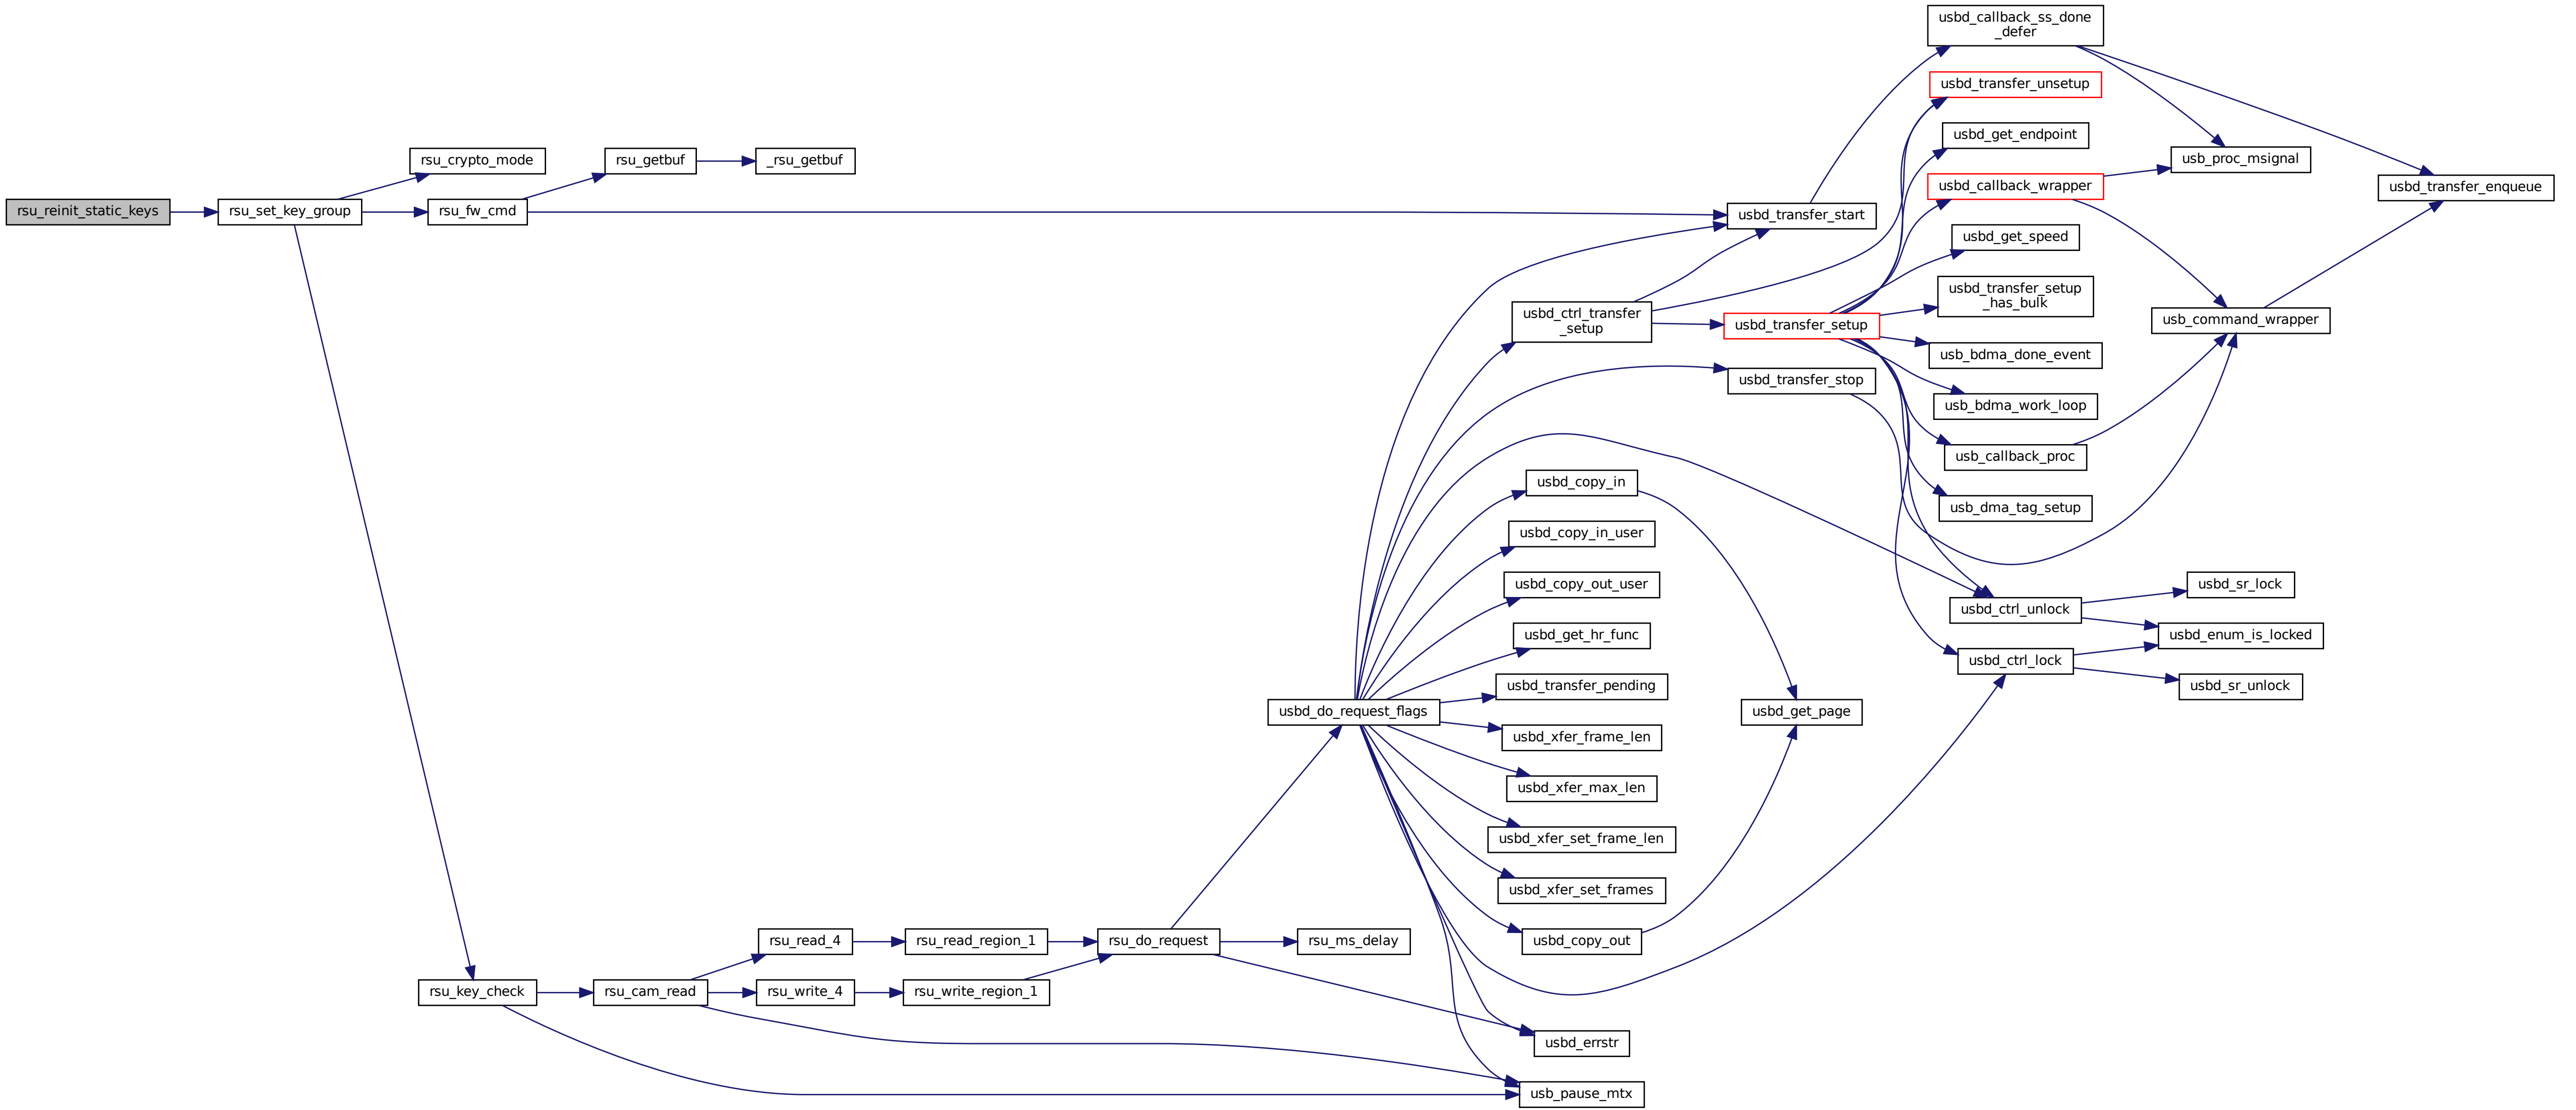 rsu_reinit_static_keys
rsu_set_key_group
rsu_crypto_mode
rsu_fw_cmd
rsu_getbuf
_rsu_getbuf
rsu_key_check
rsu_cam_read
rsu_read_4
rsu_write_4
rsu_read_region_1
rsu_write_region_1
rsu_do_request
rsu_ms_delay
usbd_do_request_flags
usbd_ctrl_transfer
_setup
usbd_copy_in
usbd_copy_in_user
usbd_copy_out_user
usbd_get_hr_func
usbd_transfer_pending
usbd_xfer_frame_len
usbd_xfer_max_len
usbd_xfer_set_frame_len
usbd_xfer_set_frames
usbd_copy_out
usbd_errstr
usb_pause_mtx
usbd_transfer_start
usbd_transfer_setup
usbd_transfer_stop
usbd_get_page
usbd_callback_ss_done
_defer
usbd_transfer_unsetup
usbd_get_endpoint
usbd_callback_wrapper
usbd_get_speed
usbd_transfer_setup
_has_bulk
usb_bdma_done_event
usb_bdma_work_loop
usb_callback_proc
usb_dma_tag_setup
usbd_ctrl_unlock
usbd_ctrl_lock
usb_proc_msignal
usb_command_wrapper
usbd_sr_lock
usbd_enum_is_locked
usbd_sr_unlock
usbd_transfer_enqueue